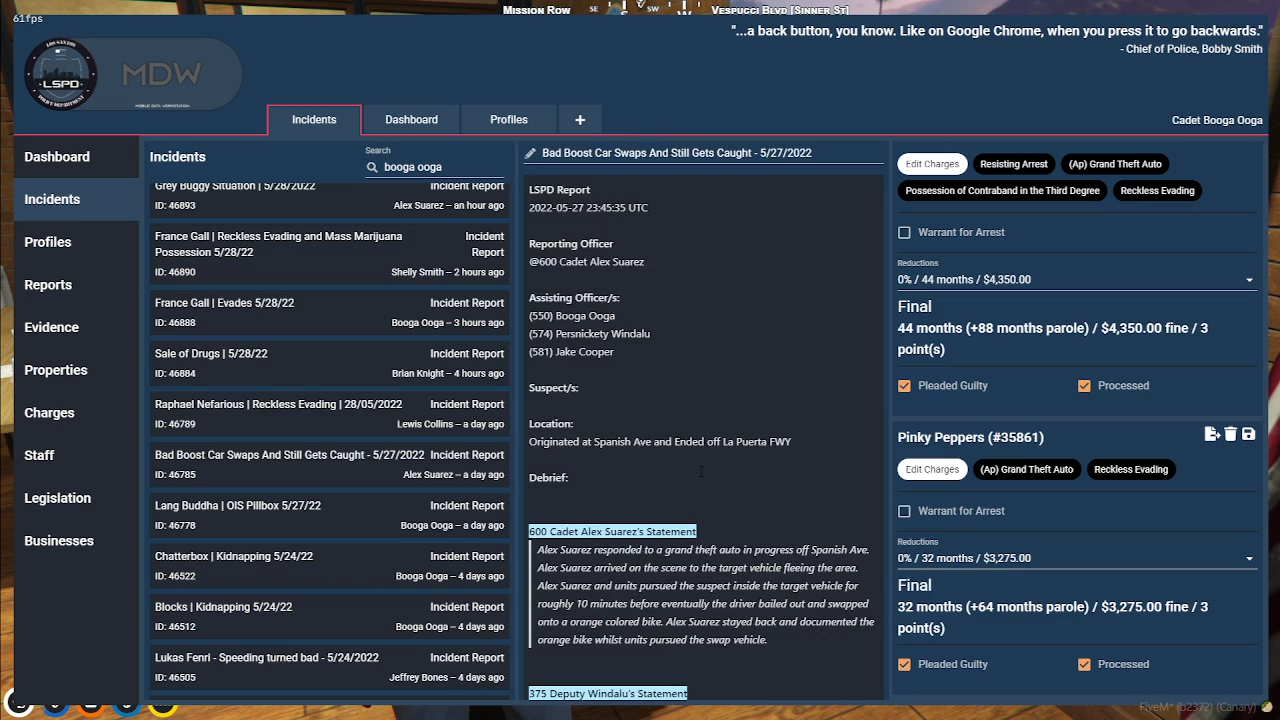 61fps
Mission Row
SE
SW
Vespucci Blvd [Sinner St]
"...a back button, you know. Like on Google Chrome, when you press it to go backwards."
- Chief of Police, Bobby Smith
LOS SANTOS
LSPD
POLICE DEPARTMENT
MDW
MOBILE DATA WORKSTATION
Incidents
Dashboard
Profiles
+
Cadet Booga Ooga
Dashboard
Incidents
Profiles
Reports
Evidence
Properties
Charges
Staff
Legislation
Businesses
Incidents
Search
booga ooga
Grey Buggy Situation | 5/28/2022
ID: 46893 Alex Suarez – an hour ago
France Gall | Reckless Evading and Mass Marijuana Incident
Possession 5/28/22 Report
ID: 46890 Shelly Smith – 2 hours ago
France Gall | Evades 5/28/22 Incident Report
ID: 46888 Booga Ooga – 3 hours ago
Sale of Drugs | 5/28/22 Incident Report
ID: 46884 Brian Knight – 4 hours ago
Raphael Nefarious | Reckless Evading | 28/05/2022 Incident Report
ID: 46789 Lewis Collins – a day ago
Bad Boost Car Swaps And Still Gets Caught - 5/27/2022 Incident Report
ID: 46785 Alex Suarez – a day ago
Lang Buddha | OIS Pillbox 5/27/22 Incident Report
ID: 46778 Booga Ooga – a day ago
Chatterbox | Kidnapping 5/24/22 Incident Report
ID: 46522 Booga Ooga – 4 days ago
Blocks | Kidnapping 5/24/22 Incident Report
ID: 46512 Booga Ooga – 4 days ago
Lukas Fenri - Speeding turned bad - 5/24/2022 Incident Report
ID: 46505 Jeffrey Bones – 4 days ago
Bad Boost Car Swaps And Still Gets Caught - 5/27/2022
LSPD Report
2022-05-27 23:45:35 UTC
Reporting Officer
@600 Cadet Alex Suarez
Assisting Officer/s:
(550) Booga Ooga
(574) Persnickety Windalu
(581) Jake Cooper
Suspect/s:
Location:
Originated at Spanish Ave and Ended off La Puerta FWY
Debrief:
600 Cadet Alex Suarez's Statement
Alex Suarez responded to a grand theft auto in progress off Spanish Ave.
Alex Suarez arrived on the scene to the target vehicle fleeing the area.
Alex Suarez and units pursued the suspect inside the target vehicle for
roughly 10 minutes before eventually the driver bailed out and swapped
onto a orange colored bike. Alex Suarez stayed back and documented the
orange bike whilst units pursued the swap vehicle.
375 Deputy Windalu's Statement
Edit Charges
Resisting Arrest
(Ap) Grand Theft Auto
Possession of Contraband in the Third Degree
Reckless Evading
Warrant for Arrest
Reductions
0% / 44 months / $4,350.00
Final
44 months (+88 months parole) / $4,350.00 fine / 3
point(s)
Pleaded Guilty
Processed
Pinky Peppers (#35861)
Edit Charges
(Ap) Grand Theft Auto
Reckless Evading
Warrant for Arrest
Reductions
0% / 32 months / $3,275.00
Final
32 months (+64 months parole) / $3,275.00 fine / 3
point(s)
Pleaded Guilty
Processed
FiveM* (b2372) (Canary)